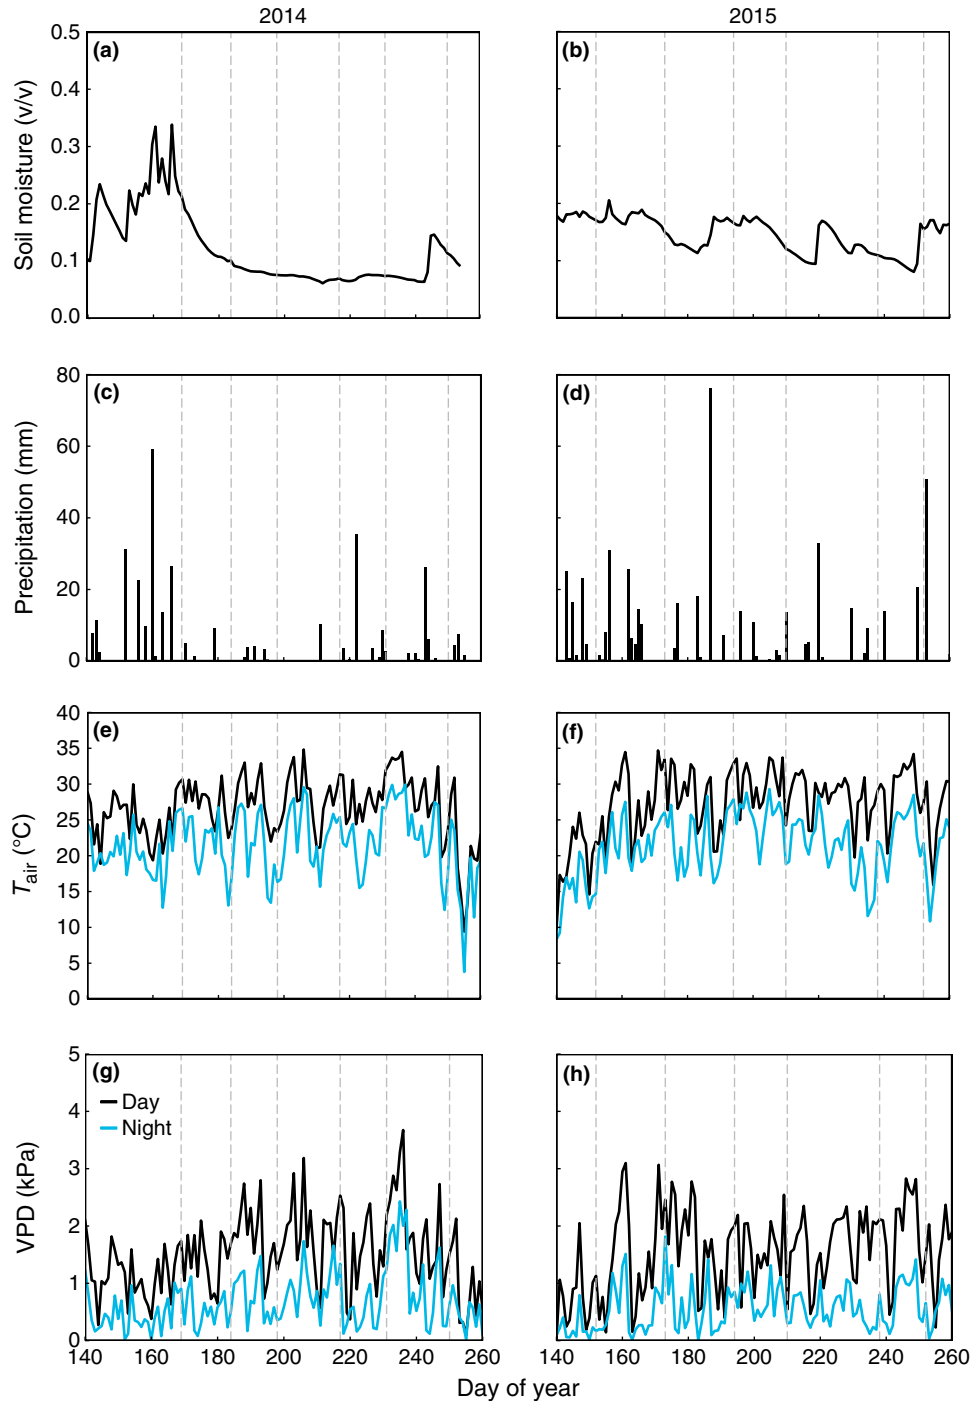 2014
2015
(a)
(b)
0.5
0.4
0.3
0.2
0.1
0.0
Soil moisture (v/v)
(c)
(d)
80
60
40
20
0
Precipitation (mm)
(e)
(f)
40
35
30
25
20
15
10
5
0
Tair (°C)
(g)
(h)
Day
Night
5
4
3
2
1
0
VPD (kPa)
140 160 180 200 220 240 260
140 160 180 200 220 240 260
Day of year